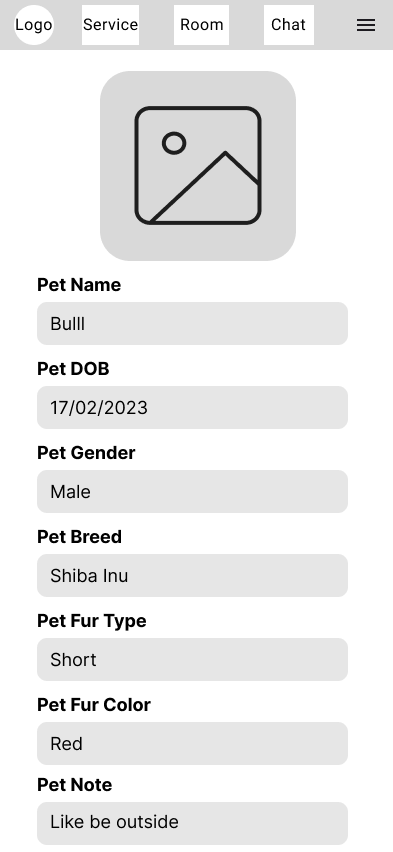 Logo Service Room Chat
Pet Name
Bulll
Pet DOB
17/02/2023
Pet Gender
Male
Pet Breed
Shiba Inu
Pet Fur Type
Short
Pet Fur Color
Red
Pet Note
Like be outside